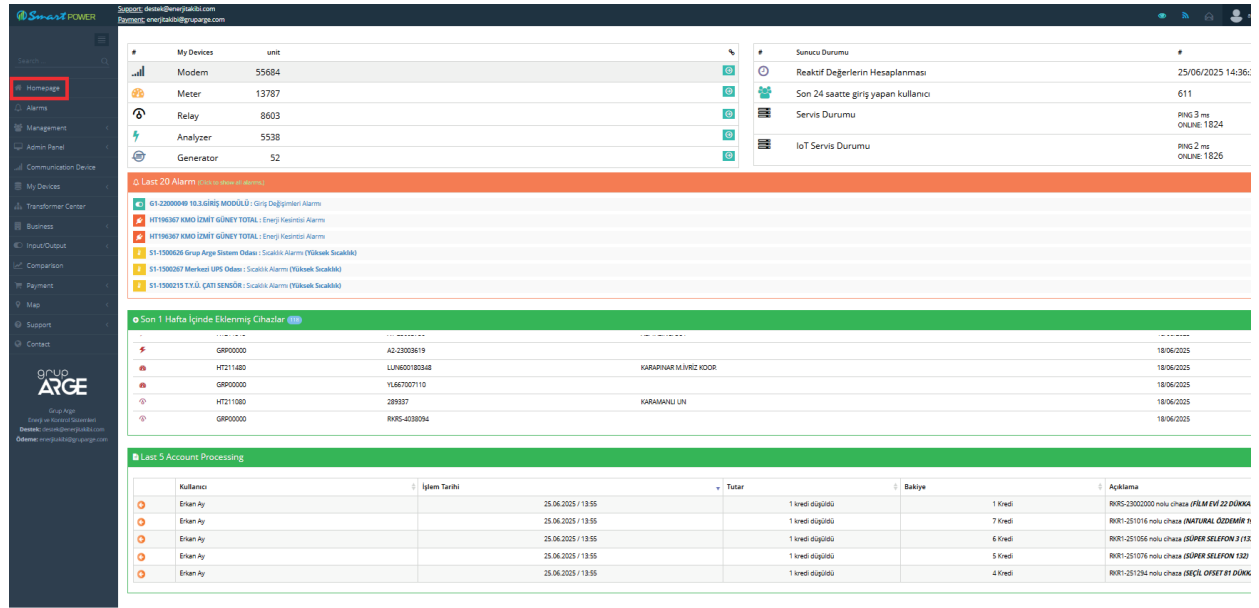 Smart POWER
Support: destek@enerjitakibi.com
Payment: enerjitakibi@gruparge.com
Search ...
Homepage
Alarms
Management
Admin Panel
Communication Device
My Devices
Transformer Center
Business
Input/Output
Comparison
Payment
Map
Support
Contact
grup
ARGE
Grup Arge
Enerji ve Kontrol Sistemleri
Destek: destek@enerjitakibi.com
Ödeme: enerjitakibi@gruparge.com
# My Devices unit
Modem 55684
Meter 13787
Relay 8603
Analyzer 5538
Generator 52
# Sunucu Durumu #
Reaktif Değerlerin Hesaplanması 25/06/2025 14:36:
Son 24 saatte giriş yapan kullanıcı 611
Servis Durumu PING 3 ms
ONLINE: 1824
IoT Servis Durumu PING 2 ms
ONLINE: 1826
Last 20 Alarm (Click to show all alarms.)
G1-22000049 10.3.GİRİŞ MODÜLÜ : Giriş Değişimleri Alarmı
HT196367 KMO İZMİT GÜNEY TOTAL : Enerji Kesintisi Alarmı
HT196367 KMO İZMİT GÜNEY TOTAL : Enerji Kesintisi Alarmı
S1-1500626 Grup Arge Sistem Odası : Sıcaklık Alarmı (Yüksek Sıcaklık)
S1-1500267 Merkezi UPS Odası : Sıcaklık Alarmı (Yüksek Sıcaklık)
S1-1500215 T.Y.Ü. ÇATI SENSÖR : Sıcaklık Alarmı (Yüksek Sıcaklık)
Son 1 Hafta İçinde Eklenmiş Cihazlar
GRP00000 A2-23003619 18/06/2025
HT211480 LUN600180348 KARAPINAR M.İVRİZ KOOP. 18/06/2025
GRP00000 YL667007110 18/06/2025
HT211080 289337 KARAMANLI UN 18/06/2025
GRP00000 RKRS-4038094 18/06/2025
Last 5 Account Processing
Kullanıcı İşlem Tarihi Tutar Bakiye Açıklama
Erkan Ay 25.06.2025 / 13:55 1 kredi düşüldü 1 Kredi RKRS-23002000 nolu cihaza (FİLM EVİ 22 DÜKKA
Erkan Ay 25.06.2025 / 13:55 1 kredi düşüldü 7 Kredi RKR1-251016 nolu cihaza (NATURAL ÖZDEMİR 1
Erkan Ay 25.06.2025 / 13:55 1 kredi düşüldü 6 Kredi RKR1-251056 nolu cihaza (SÜPER SELEFON 3 (13
Erkan Ay 25.06.2025 / 13:55 1 kredi düşüldü 5 Kredi RKR1-251076 nolu cihaza (SÜPER SELEFON 132)
Erkan Ay 25.06.2025 / 13:55 1 kredi düşüldü 4 Kredi RKR1-251294 nolu cihaza (SEÇİL OFSET 81 DÜKK